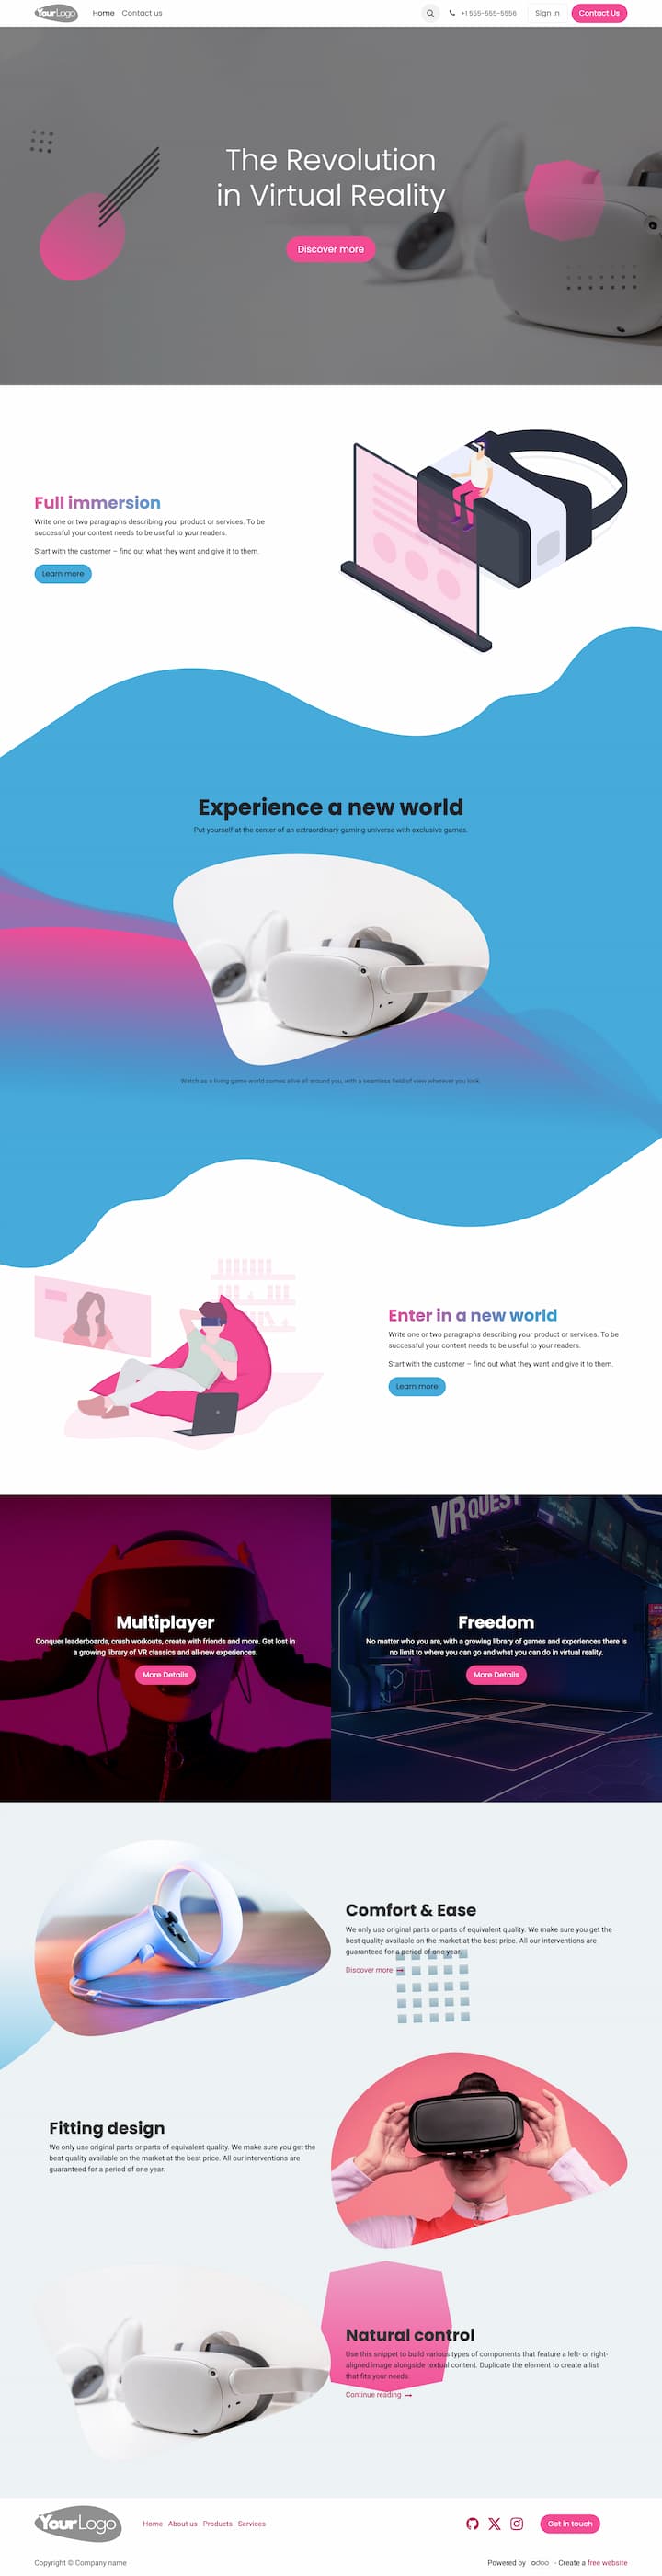 YourLogo
Home Contact us
+1 555-555-5556 Sign in Contact Us
The Revolution
in Virtual Reality
Discover more
Full immersion
Write one or two paragraphs describing your product or services. To be
successful your content needs to be useful to your readers.
Start with the customer – find out what they want and give it to them.
Learn more
Experience a new world
Put yourself at the center of an extraordinary gaming universe with exclusive games.
Watch as a living game world comes alive all around you, with a seamless field of view wherever you look.
Enter in a new world
Write one or two paragraphs describing your product or services. To be
successful your content needs to be useful to your readers.
Start with the customer – find out what they want and give it to them.
Learn more
Multiplayer
Conquer leaderboards, crush workouts, create with friends and more. Get lost in
a growing library of VR classics and all-new experiences.
More Details
VR QUEST
Freedom
No matter who you are, with a growing library of games and experiences there is
no limit to where you can go and what you can do in virtual reality.
More Details
Comfort & Ease
We only use original parts or parts of equivalent quality. We make sure you get the
best quality available on the market at the best price. All our interventions are
guaranteed for a period of one year.
Discover more
Fitting design
We only use original parts or parts of equivalent quality. We make sure you get the
best quality available on the market at the best price. All our interventions are
guaranteed for a period of one year.
Natural control
Use this snippet to build various types of components that feature a left- or right-
aligned image alongside textual content. Duplicate the element to create a list
that fits your needs.
Continue reading
YourLogo
Home About us Products Services
Get in touch
Copyright © Company name
Powered by odoo - Create a free website